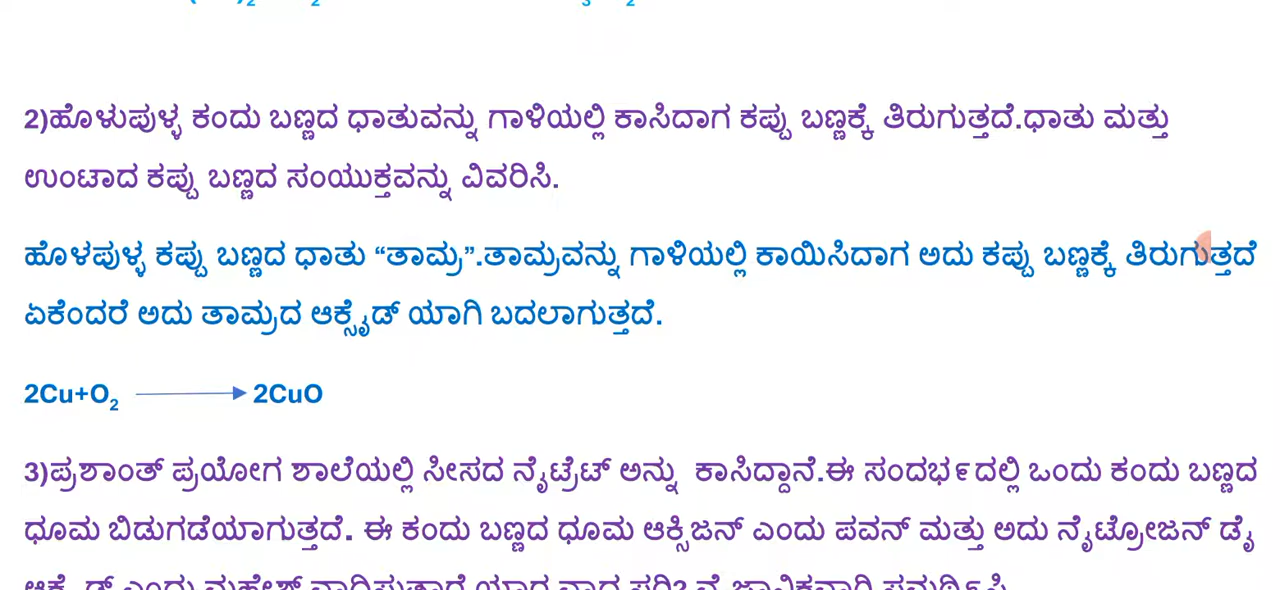 2)ಹೊಳುಪುಳ್ಳ ಕಂದು ಬಣ್ಣದ ಧಾತುವನ್ನು ಗಾಳಿಯಲ್ಲಿ ಕಾಸಿದಾಗ ಕಪ್ಪು ಬಣ್ಣಕ್ಕೆ ತಿರುಗುತ್ತದೆ.ಧಾತು ಮತ್ತು
ಉಂಟಾದ ಕಪ್ಪು ಬಣ್ಣದ ಸಂಯುಕ್ತವನ್ನು ವಿವರಿಸಿ.
ಹೊಳಪುಳ್ಳ ಕಪ್ಪು ಬಣ್ಣದ ಧಾತು “ತಾಮ್ರ”.ತಾಮ್ರವನ್ನು ಗಾಳಿಯಲ್ಲಿ ಕಾಯಿಸಿದಾಗ ಅದು ಕಪ್ಪು ಬಣ್ಣಕ್ಕೆ ತಿರುಗುತ್ತದೆ
ಏಕೆಂದರೆ ಅದು ತಾಮ್ರದ ಆಕ್ಸೈಡ್ ಯಾಗಿ ಬದಲಾಗುತ್ತದೆ.
2Cu+O₂ → 2CuO
3)ಪ್ರಶಾಂತ್ ಪ್ರಯೋಗ ಶಾಲೆಯಲ್ಲಿ ಸೀಸದ ನೈಟ್ರೆಟ್ ಅನ್ನು ಕಾಸಿದ್ದಾನೆ.ಈ ಸಂದರ್ಭದಲ್ಲಿ ಒಂದು ಕಂದು ಬಣ್ಣದ
ಧೂಮ ಬಿಡುಗಡೆಯಾಗುತ್ತದೆ. ಈ ಕಂದು ಬಣ್ಣದ ಧೂಮ ಆಕ್ಸಿಜನ್ ಎಂದು ಪವನ್ ಮತ್ತು ಅದು ನೈಟ್ರೋಜನ್ ಡೈ